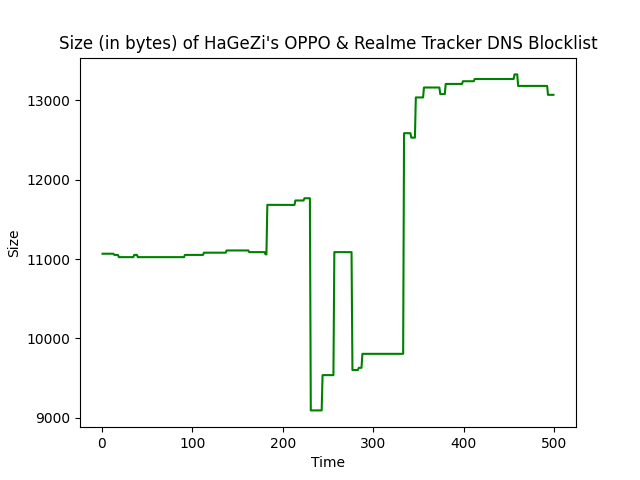 Size (in bytes) of HaGeZi's OPPO & Realme Tracker DNS Blocklist
13000
12000
11000
10000
9000
Size
0 100 200 300 400 500
Time